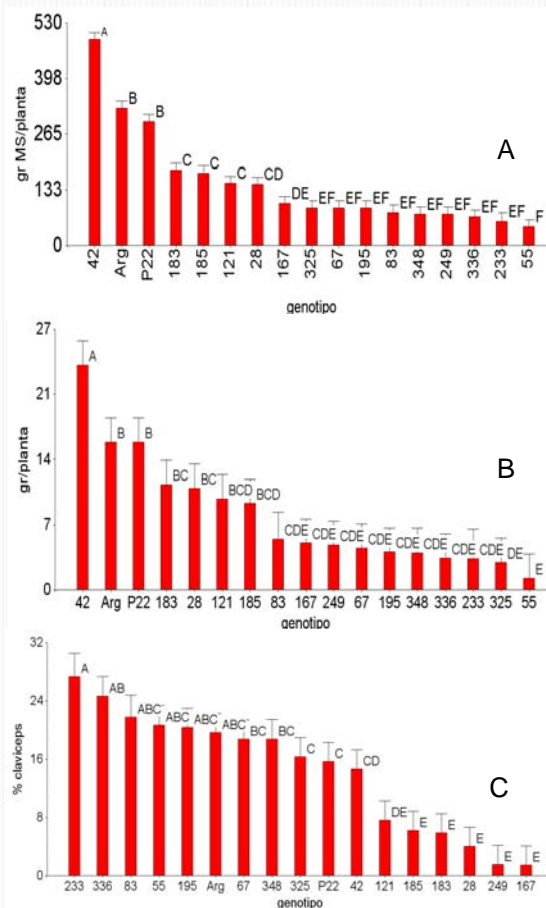 530
398
265
133
0
gr MS/planta
A
B
B
C
C
C
CD
DE
EF
EF
EF
EF
EF
EF
EF
EF
F
A
42
Arg
P22
183
185
121
28
167
325
67
195
83
348
249
336
233
55
genotipo
27
21
14
7
0
gr/planta
A
B
B
BC
BC
BCD
BCD
CDE
CDE
CDE
CDE
CDE
CDE
CDE
CDE
DE
E
B
42 Arg P22 183 28 121 185 83 167 249 67 195 348 336 233 325 55
genotipo
32
24
16
8
0
% claviceps
A
AB
ABC
ABC
ABC
ABC
ABC
BC
C
C
CD
DE
E
E
E
E
E
C
233 336 83 55 195 Arg 67 348 325 P22 42 121 185 183 28 249 167
genotipo